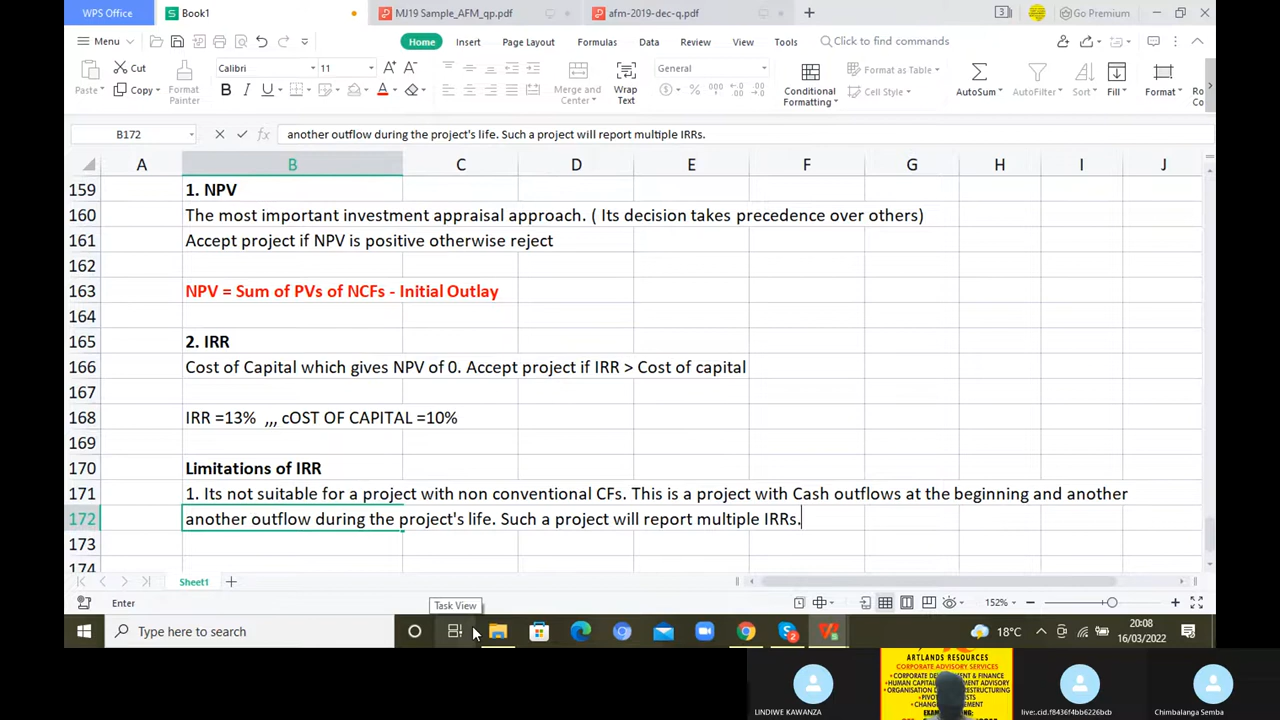 WPS Office
Book1
MJ19 Sample_AFM_qp.pdf
afm-2019-dec-q.pdf
3
Go Premium
Menu
Home
Insert
Page Layout
Formulas
Data
Review
View
Tools
Click to find commands
Paste
Cut
Copy
Format Painter
Calibri
11
Merge and Center
Wrap Text
General
Conditional Formatting
Format as Table
Cell Style
AutoSum
AutoFilter
Sort
Fill
Format
B172
another outflow during the project's life. Such a project will report multiple IRRs.
A B C D E F G H I J
159 1. NPV
160 The most important investment appraisal approach. ( Its decision takes precedence over others)
161 Accept project if NPV is positive otherwise reject
162
163 NPV = Sum of PVs of NCFs - Initial Outlay
164
165 2. IRR
166 Cost of Capital which gives NPV of 0. Accept project if IRR > Cost of capital
167
168 IRR =13% ,,, cOST OF CAPITAL =10%
169
170 Limitations of IRR
171 1. Its not suitable for a project with non conventional CFs. This is a project with Cash outflows at the beginning and another
172 another outflow during the project's life. Such a project will report multiple IRRs.
173
174
Sheet1
Enter
Task View
152%
Type here to search
18°C
20:08
16/03/2022
ARTLANDS RESOURCES
CORPORATE ADVISORY SERVICES
LINDIWE KAWANZA
live:.cid.f8436f4bb6226bcb
Chimbalanga Semba